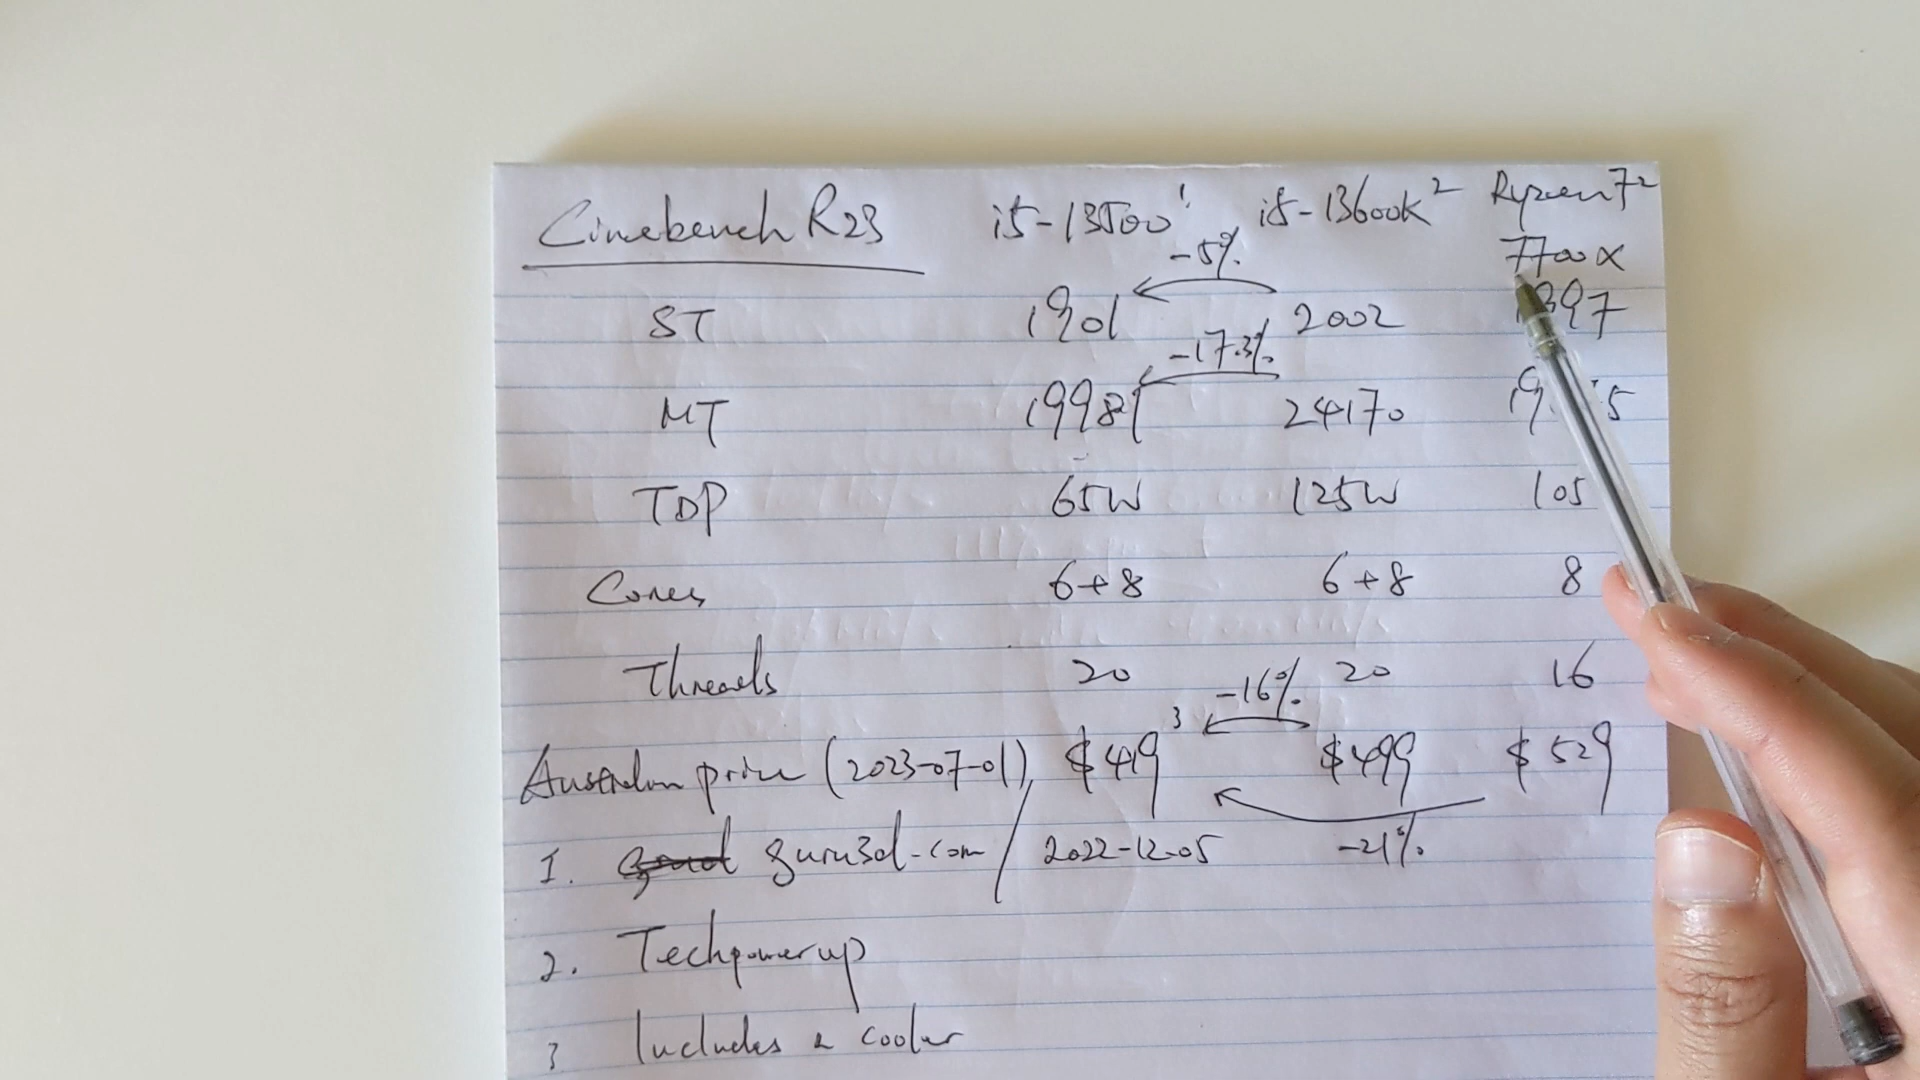 Cinebench R23 i5-13500¹ i5-13600K² Ryzen 7²
7700X
-5%
ST 1901 2002
-17.3%
MT 19981 24170
TDP 65W 125W 105
Cores 6+8 6+8 8
Threads 20 20 16
-16%
Australian price (2023-07-01) $419³ $499 $529
1. guru3d.com / 2022-12-05 -21%
2. Techpowerup
3 Includes a cooler